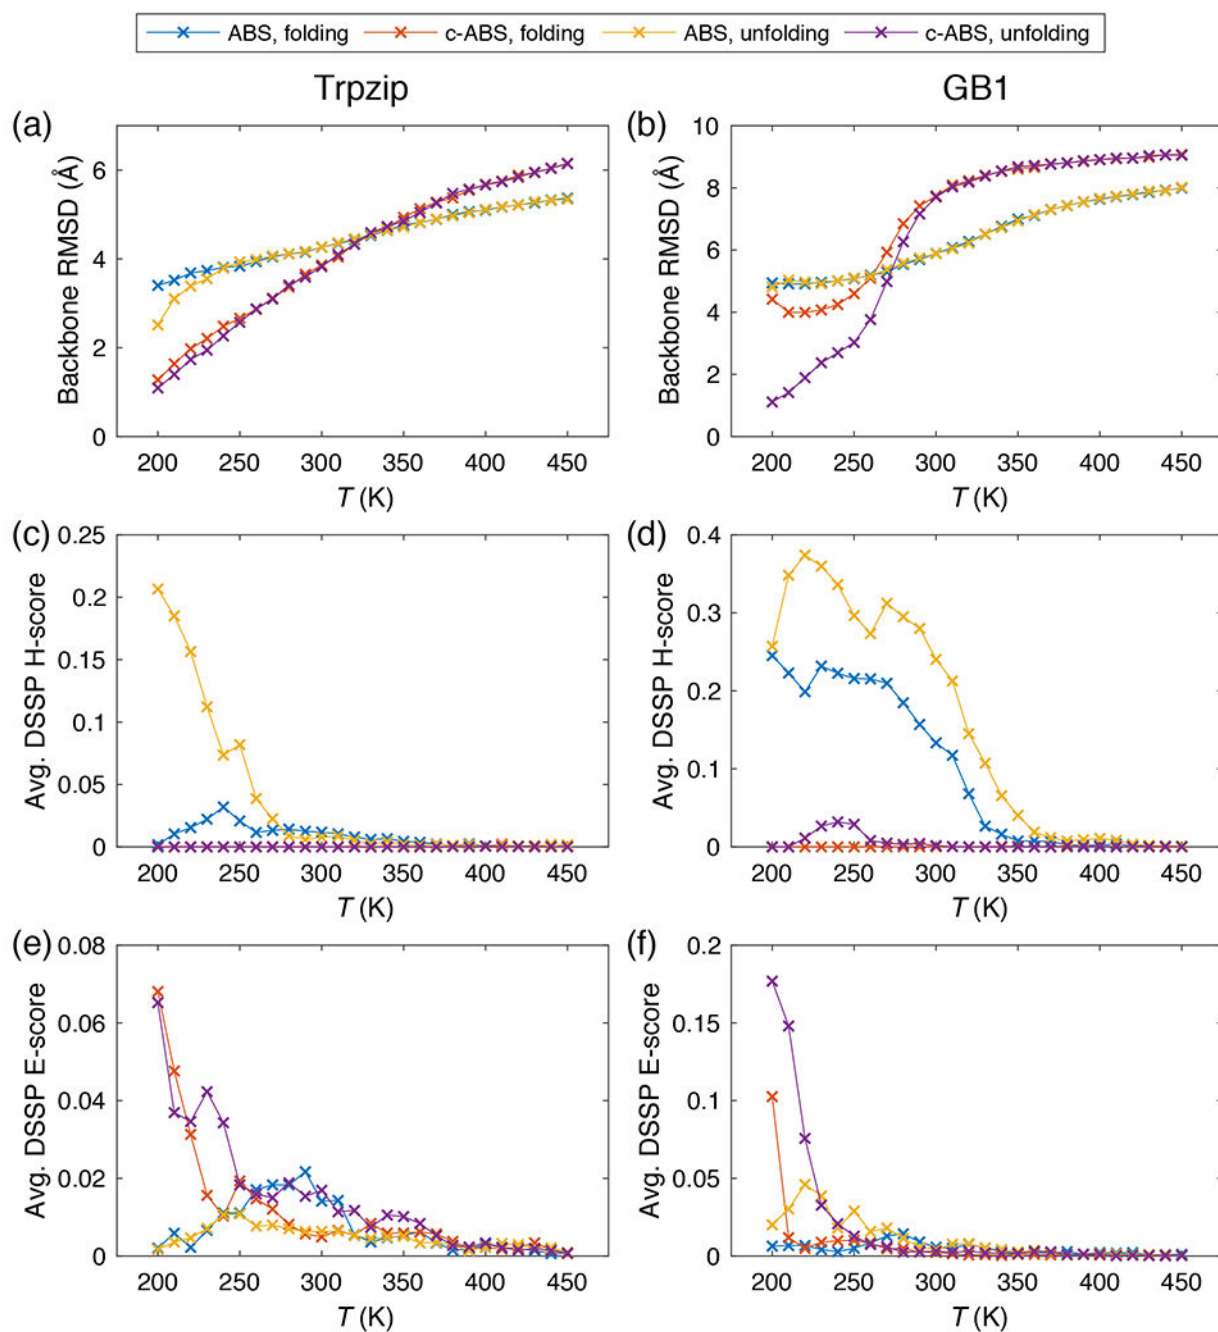 ABS, folding c-ABS, folding ABS, unfolding c-ABS, unfolding
Trpzip GB1
(a)
Backbone RMSD (Å)
6
4
2
0
200 250 300 350 400 450
T (K)
(b)
Backbone RMSD (Å)
10
8
6
4
2
0
200 250 300 350 400 450
T (K)
(c)
Avg. DSSP H-score
0.25
0.2
0.15
0.1
0.05
0
200 250 300 350 400 450
T (K)
(d)
Avg. DSSP H-score
0.4
0.3
0.2
0.1
0
200 250 300 350 400 450
T (K)
(e)
Avg. DSSP E-score
0.08
0.06
0.04
0.02
0
200 250 300 350 400 450
T (K)
(f)
Avg. DSSP E-score
0.2
0.15
0.1
0.05
0
200 250 300 350 400 450
T (K)